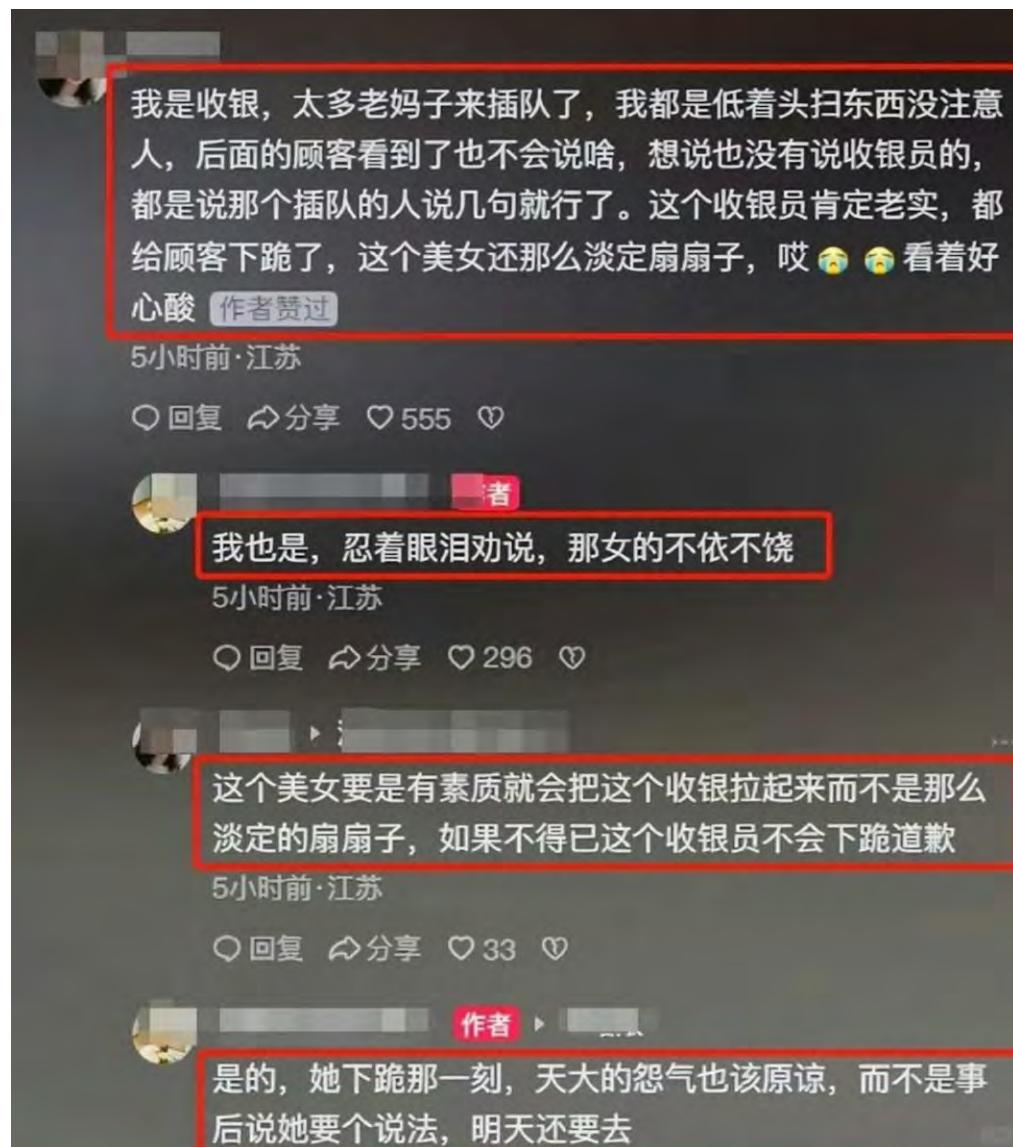 我是收银，太多老妈子来插队了，我都是低着头扫东西没注意
人，后面的顾客看到了也不会说啥，想说也没有说收银员的，
都是说那个插队的人说几句就行了。这个收银员肯定老实，都
给顾客下跪了，这个美女还那么淡定扇扇子，哎😭😭看着好
心酸 作者赞过
5小时前·江苏
回复 分享 555
者
我也是，忍着眼泪劝说，那女的不依不饶
5小时前·江苏
回复 分享 296
这个美女要是有素质就会把这个收银拉起来而不是那么
淡定的扇扇子，如果不得已这个收银员不会下跪道歉
5小时前·江苏
回复 分享 33
作者
是的，她下跪那一刻，天大的怨气也该原谅，而不是事
后说她要个说法，明天还要去